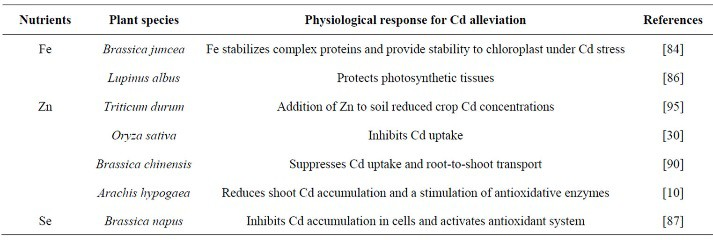 Nutrients Plant species Physiological response for Cd alleviation References
Fe Brassica juncea Fe stabilizes complex proteins and provide stability to chloroplast under Cd stress [84]
Lupinus albus Protects photosynthetic tissues [86]
Zn Triticum durum Addition of Zn to soil reduced crop Cd concentrations [95]
Oryza sativa Inhibits Cd uptake [30]
Brassica chinensis Suppresses Cd uptake and root-to-shoot transport [90]
Arachis hypogaea Reduces shoot Cd accumulation and a stimulation of antioxidative enzymes [10]
Se Brassica napus Inhibits Cd accumulation in cells and activates antioxidant system [87]